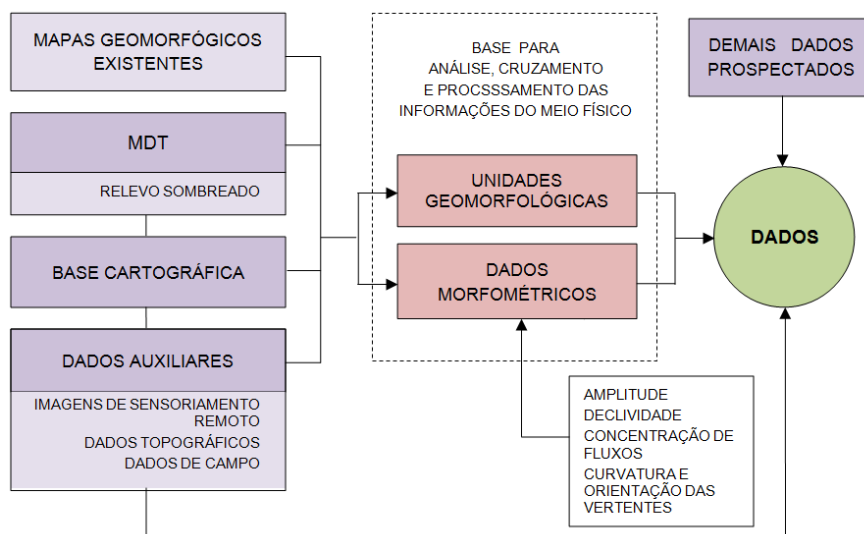 MAPAS GEOMORFÓGICOS
EXISTENTES
MDT
RELEVO SOMBREADO
BASE CARTOGRÁFICA
DADOS AUXILIARES
IMAGENS DE SENSORIAMENTO
REMOTO
DADOS TOPOGRÁFICOS
DADOS DE CAMPO
BASE PARA
ANÁLISE, CRUZAMENTO
E PROCSSSAMENTO DAS
INFORMAÇÕES DO MEIO FÍSICO
UNIDADES
GEOMORFOLÓGICAS
DADOS
MORFOMÉTRICOS
AMPLITUDE
DECLIVIDADE
CONCENTRAÇÃO DE
FLUXOS
CURVATURA E
ORIENTAÇÃO DAS
VERTENTES
DEMAIS DADOS
PROSPECTADOS
DADOS